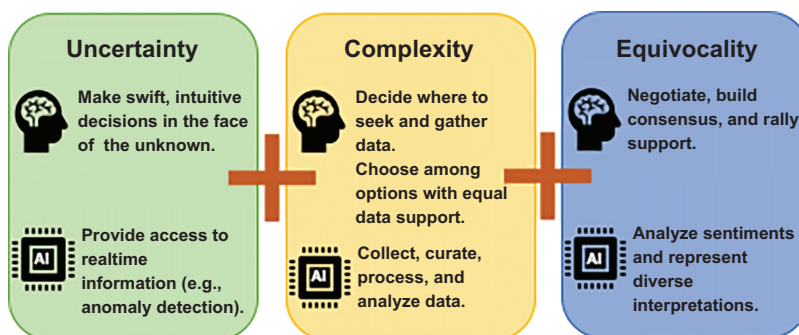 Uncertainty
Make swift, intuitive
decisions in the face
of the unknown.
AI
Provide access to
realtime
information (e.g.,
anomaly detection).
Complexity
Decide where to
seek and gather
data.
Choose among
options with equal
data support.
AI
Collect, curate,
process, and
analyze data.
Equivocality
Negotiate, build
consensus, and rally
support.
AI
Analyze sentiments
and represent
diverse
interpretations.